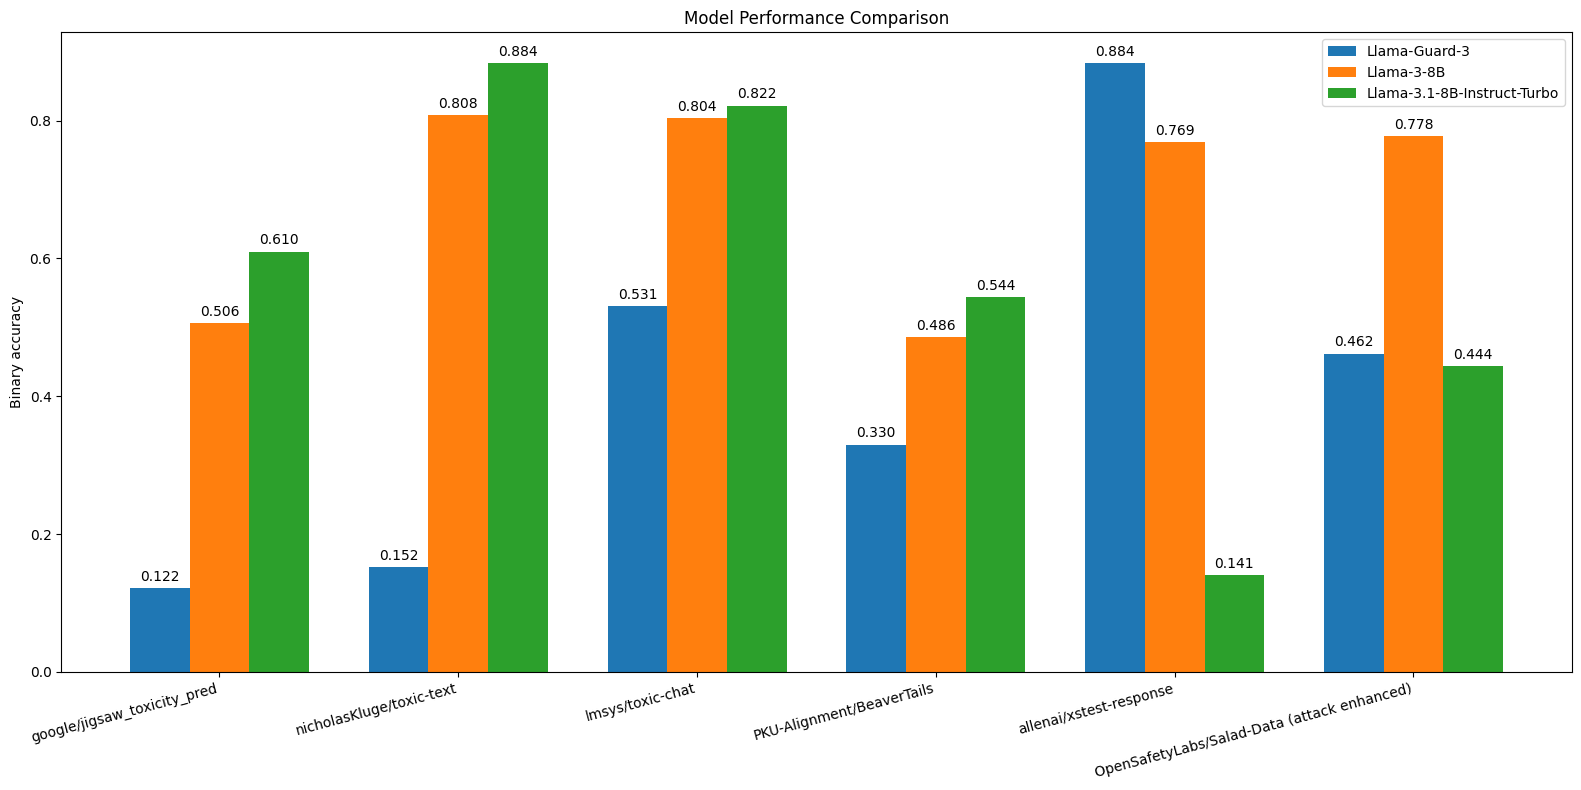 Model Performance Comparison
Llama-Guard-3
Llama-3-8B
Llama-3.1-8B-Instruct-Turbo
Binary accuracy
0.8
0.6
0.4
0.2
0.0
0.122
0.506
0.610
0.152
0.808
0.884
0.531
0.804
0.822
0.330
0.486
0.544
0.884
0.769
0.141
0.462
0.778
0.444
google/jigsaw_toxicity_pred
nicholasKluge/toxic-text
lmsys/toxic-chat
PKU-Alignment/BeaverTails
allenai/xstest-response
OpenSafetyLabs/Salad-Data (attack enhanced)